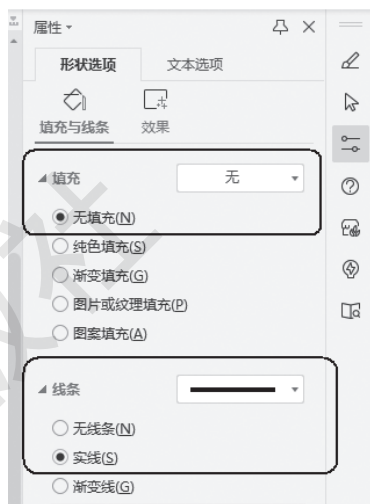 属性
形状选项 文本选项
填充与线条 效果
填充 无
无填充(N)
纯色填充(S)
渐变填充(G)
图片或纹理填充(P)
图案填充(A)
线条
无线条(N)
实线(S)
渐变线(G)